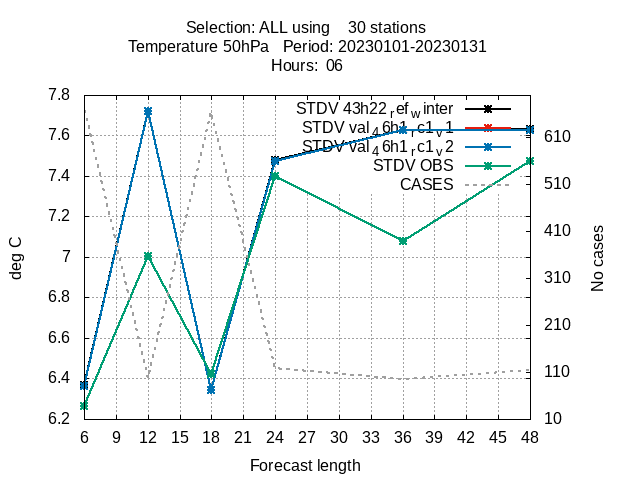 Selection: ALL using 30 stations
Temperature 50hPa Period: 20230101-20230131
Hours: 06
STDV 43h22_ref_winter
STDV val_46h1_rc1_v1
STDV val_46h1_rc1_v2
STDV OBS
CASES
7.8
7.6
7.4
7.2
7
6.8
6.6
6.4
6.2
deg C
610
510
410
310
210
110
10
No cases
6 9 12 15 18 21 24 27 30 33 36 39 42 45 48
Forecast length